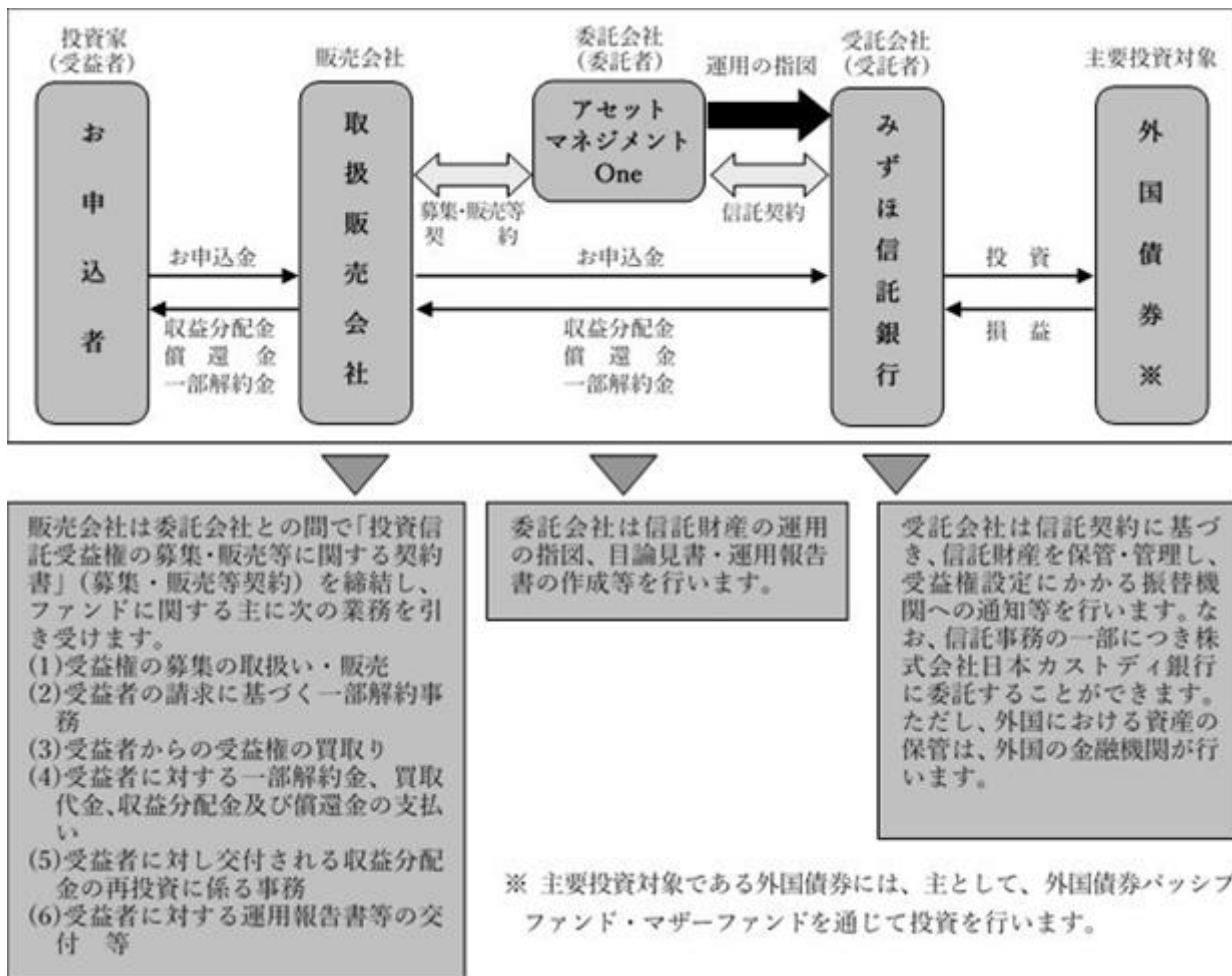 投資家
(受益者)
販売会社
委託会社
(委託者)
運用の指図
受託会社
(受託者)
主要投資対象
お申込者
取扱販売会社
アセット
マネジメント
One
みずほ信託銀行
外国債券※
募集・販売等
契　　約
信託契約
お申込金
お申込金
投　資
収益分配金
償　還　金
一部解約金
収益分配金
償　還　金
一部解約金
損　益
販売会社は委託会社との間で「投資信
託受益権の募集・販売等に関する契約
書」（募集・販売等契約）を締結し、
ファンドに関する主に次の業務を引
き受けます。
(1)受益権の募集の取扱い・販売
(2)受益者の請求に基づく一部解約事
務
(3)受益者からの受益権の買取り
(4)受益者に対する一部解約金、買取
代金、収益分配金及び償還金の支払
い
(5)受益者に対し交付される収益分配
金の再投資に係る事務
(6)受益者に対する運用報告書等の交
付　等
委託会社は信託財産の運用
の指図、目論見書・運用報告
書の作成等を行います。
受託会社は信託契約に基づ
き、信託財産を保管・管理し、
受益権設定にかかる振替機
関への通知等を行います。な
お、信託事務の一部につき株
式会社日本カストディ銀行
に委託することができます。
ただし、外国における資産の
保管は、外国の金融機関が行
います。
※ 主要投資対象である外国債券には、主として、外国債券パッシブ
ファンド・マザーファンドを通じて投資を行います。